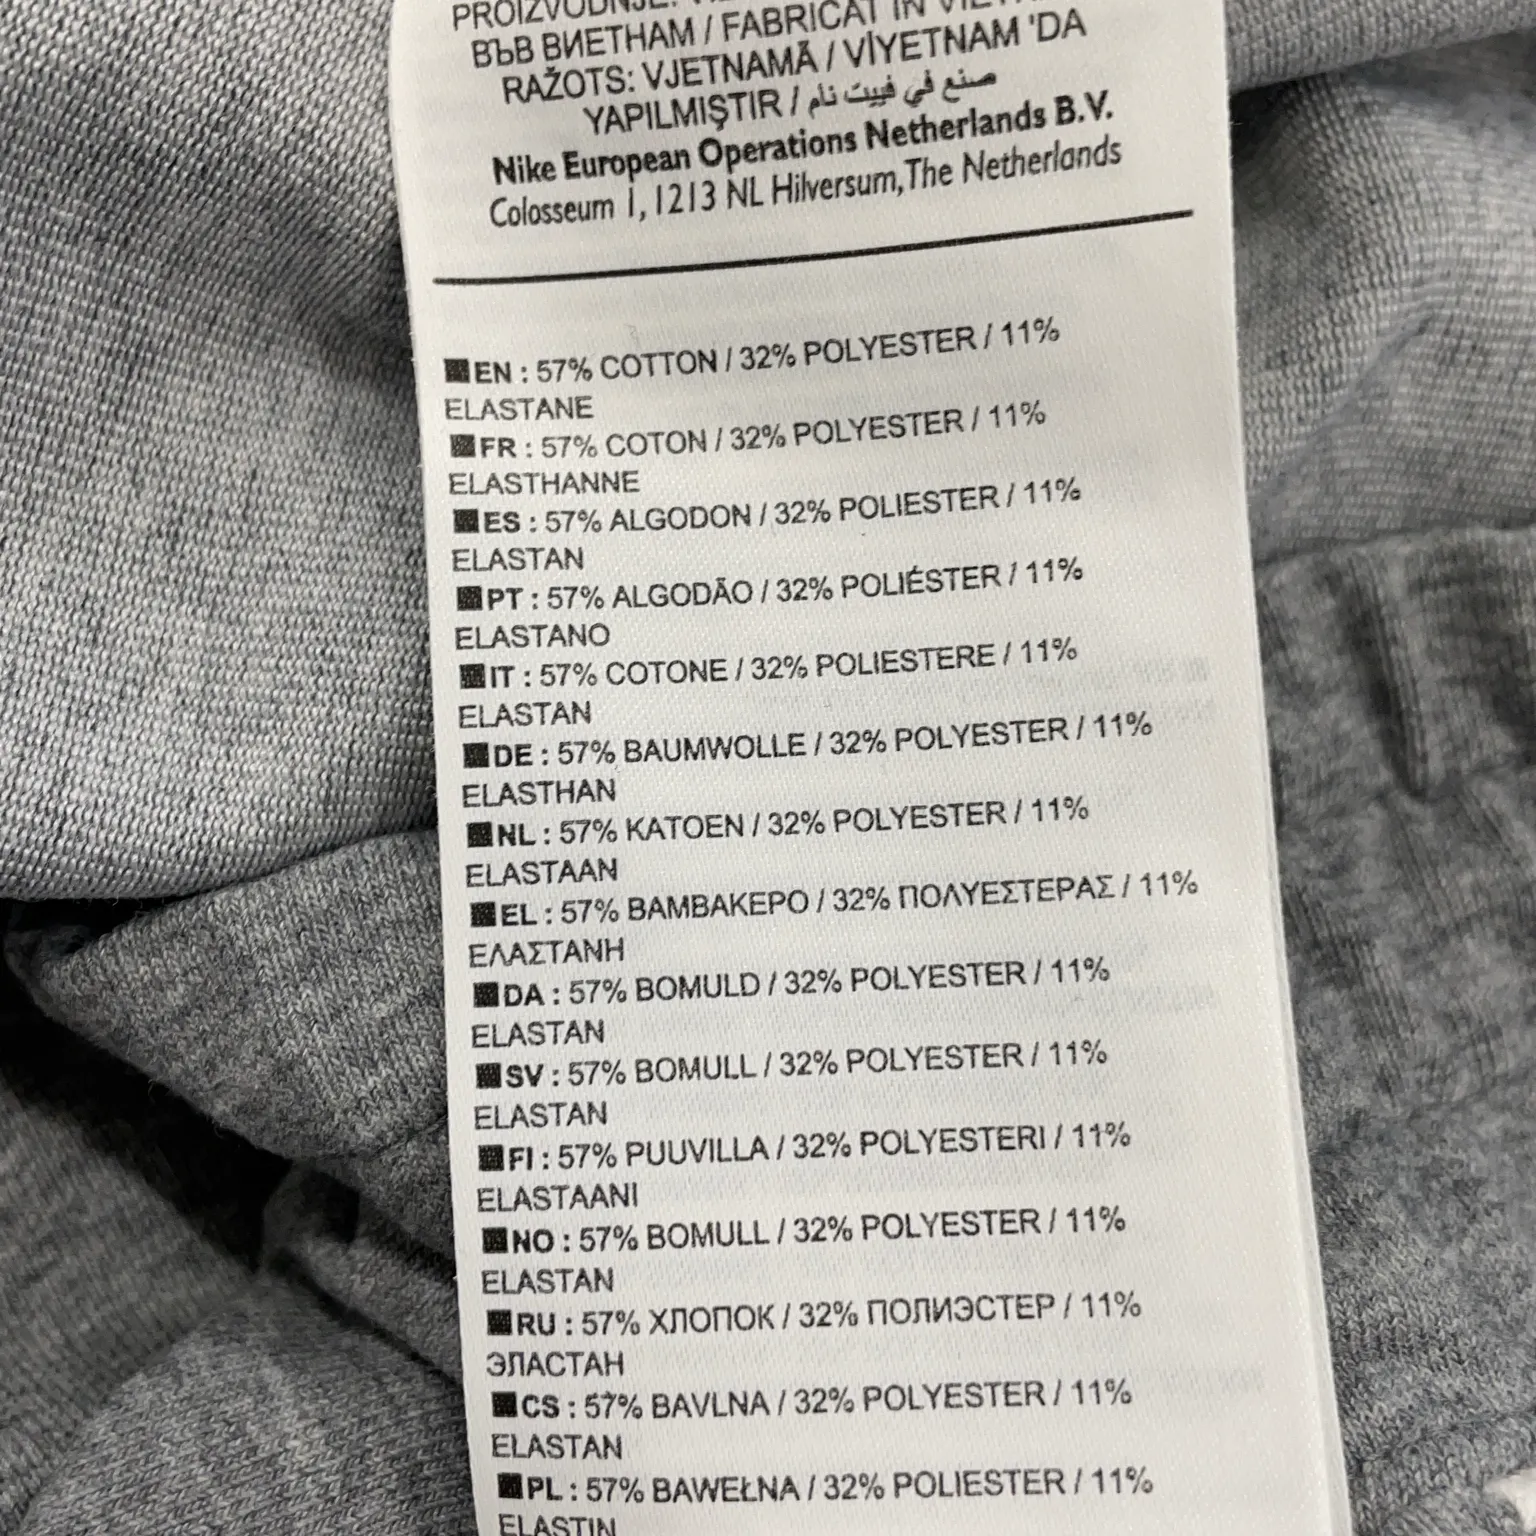 PROIZVODNJE:
ВЪВ ВИЕТНАМ / FABRICAT IN
RAŽOTS: VJETNAMĀ / VİYETNAM 'DA
YAPILMIŞTIR / صنع في فييت نام
Nike European Operations Netherlands B.V.
Colosseum 1, 1213 NL Hilversum, The Netherlands
EN : 57% COTTON / 32% POLYESTER / 11%
ELASTANE
FR : 57% COTON / 32% POLYESTER / 11%
ELASTHANNE
ES : 57% ALGODON / 32% POLIESTER / 11%
ELASTAN
PT : 57% ALGODÃO / 32% POLIÉSTER / 11%
ELASTANO
IT : 57% COTONE / 32% POLIESTERE / 11%
ELASTAN
DE : 57% BAUMWOLLE / 32% POLYESTER / 11%
ELASTHAN
NL : 57% KATOEN / 32% POLYESTER / 11%
ELASTAAN
EL : 57% ΒΑΜΒΑΚΕΡΟ / 32% ΠΟΛΥΕΣΤΕΡΑΣ / 11%
ΕΛΑΣΤΑΝΗ
DA : 57% BOMULD / 32% POLYESTER / 11%
ELASTAN
SV : 57% BOMULL / 32% POLYESTER / 11%
ELASTAN
FI : 57% PUUVILLA / 32% POLYESTERI / 11%
ELASTAANI
NO : 57% BOMULL / 32% POLYESTER / 11%
ELASTAN
RU : 57% ХЛОПОК / 32% ПОЛИЭСТЕР / 11%
ЭЛАСТАН
CS : 57% BAVLNA / 32% POLYESTER / 11%
ELASTAN
PL : 57% BAWEŁNA / 32% POLIESTER / 11%
ELASTIN